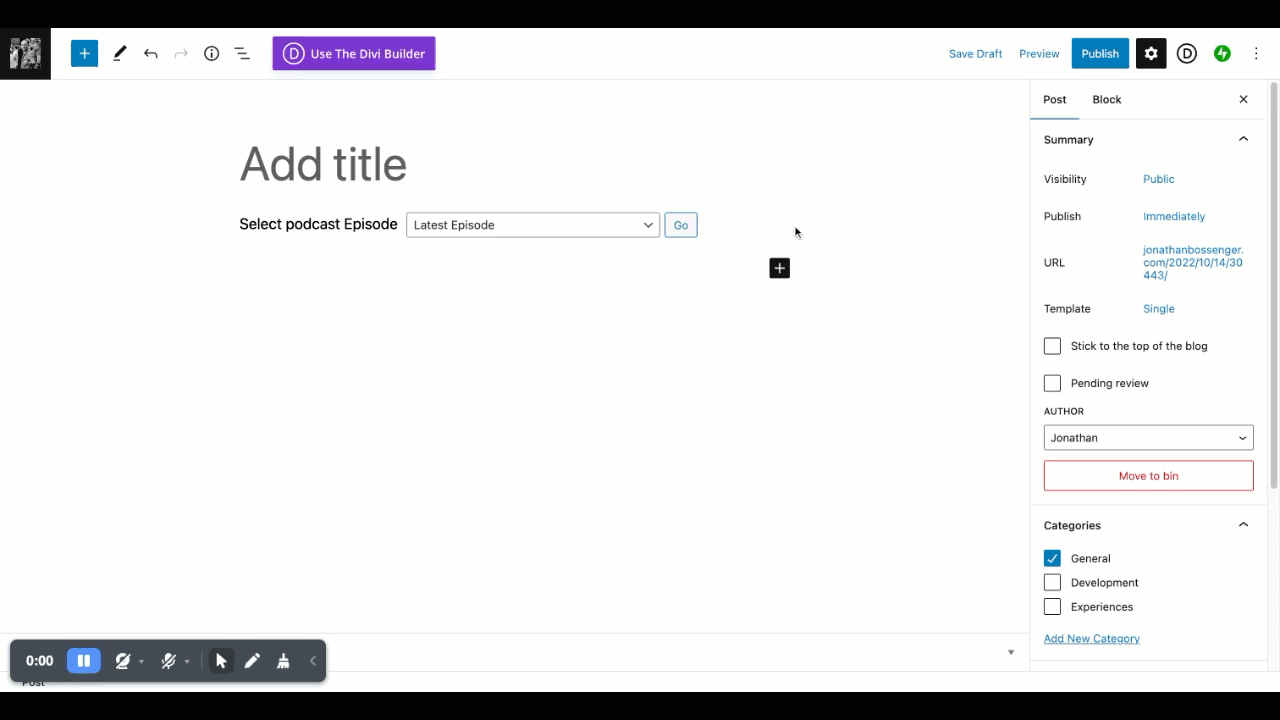 Use The Divi Builder
Save Draft
Preview
Publish
Post
Block
Add title
Select podcast Episode
Latest Episode
Go
Summary
Visibility
Public
Publish
Immediately
URL
jonathanbossenger.
com/2022/10/14/30
443/
Template
Single
Stick to the top of the blog
Pending review
AUTHOR
Jonathan
Move to bin
Categories
General
Development
Experiences
Add New Category
0:00
Post